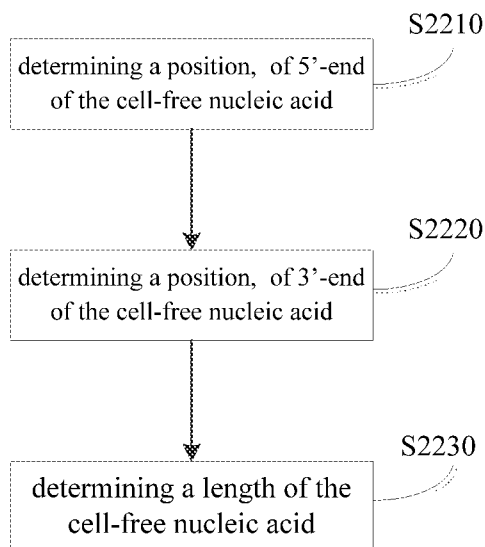 S2210
determining a position, of 5'-end
of the cell-free nucleic acid
S2220
determining a position, of 3'-end
of the cell-free nucleic acid
S2230
determining a length of the
cell-free nucleic acid